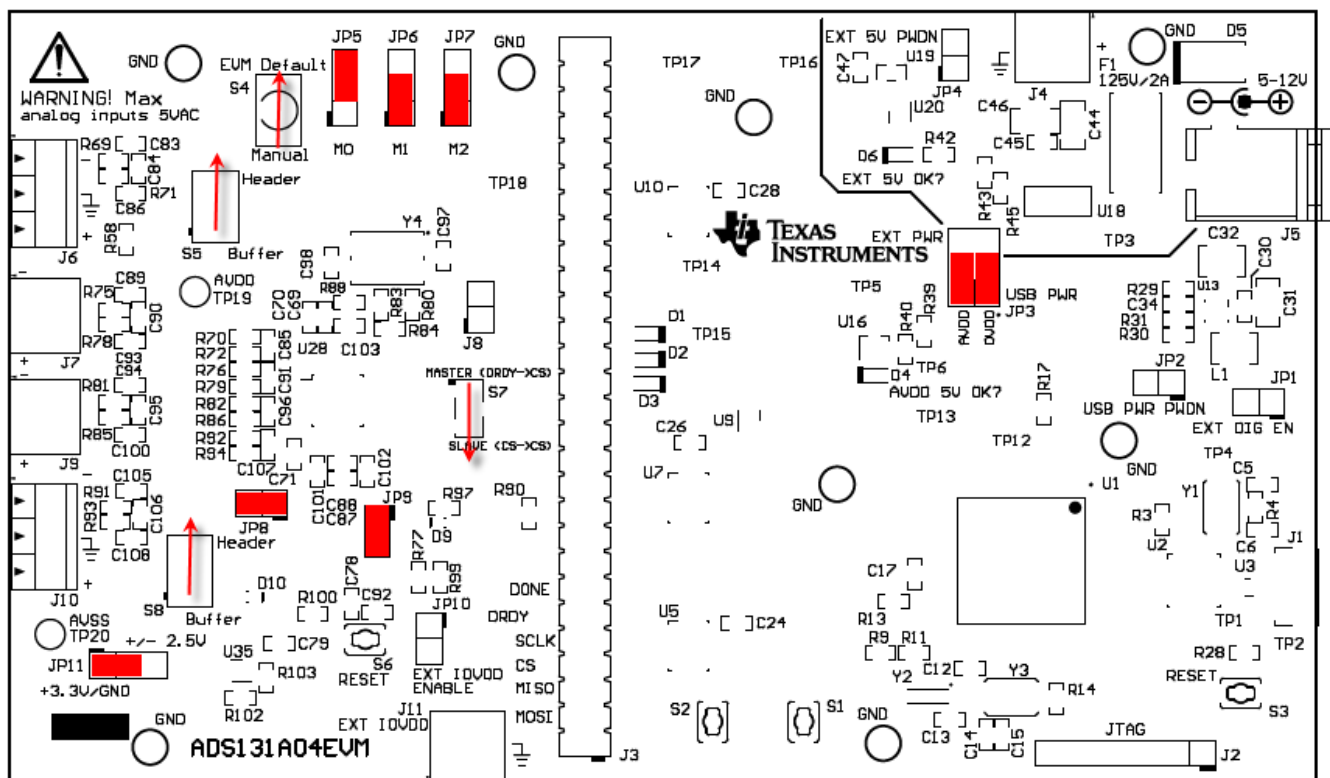 WARNING! Max
analog inputs 5VAC
GND
EVM Default
S4
Manual
JP5
JP6
JP7
M0
M1
M2
GND
TP17
TP16
GND
EXT 5V PWDN
C47
U19
JP4
U20
R42
D6
EXT 5V OK?
J4
F1
125V/2A
C46
C45
C44
GND
D5
5-12V
R43
R45
U18
TP3
J5
R69
C83
C84
R71
C86
R58
J6
Header
S5
Buffer
AVDD
TP19
TP18
Y4
C97
C98
U10
C28
TEXAS
INSTRUMENTS
TP14
EXT PWR
USB PWR
JP3
AVDD
DVDD
TP5
R39
R40
U16
TP6
D4
AVDD 5V OK?
C32
C30
C31
U13
R29
C34
R31
R30
L1
JP2
USB PWR PWDN
JP1
EXT DIG EN
R75
C89
C90
R78
C93
J7
C94
R81
C95
R85
C100
J9
R70
R72
R76
R79
R82
R86
R92
R94
C85
C91
C96
C70
C69
R88
U28
C103
R83
R80
R84
J8
MASTER (DRDY->CS)
S7
SLAVE (CS->CS)
D1
D2
D3
TP15
U9
C26
U7
TP13
TP12
R17
GND
TP4
GND
C105
R91
R93
C106
C108
J10
C107
C71
JP8
C101
C88
C87
C102
JP9
R97
D9
R90
R77
R99
U1
Y1
C5
R4
C6
R3
U2
U3
J1
TP1
TP2
Header
S8
Buffer
D10
R100
C78
C92
C79
S6
RESET
JP10
EXT IOVDD
ENABLE
DONE
DRDY
SCLK
CS
MISO
MOSI
U5
C24
C17
R13
R9
R11
C12
Y2
Y3
R14
C13
C14
C15
R28
RESET
S3
AVSS
TP20
+/- 2.5V
JP11
+3.3V/GND
U35
R103
R102
GND
ADS131A04EVM
EXT IOVDD
J11
J3
S2
S1
GND
JTAG
J2